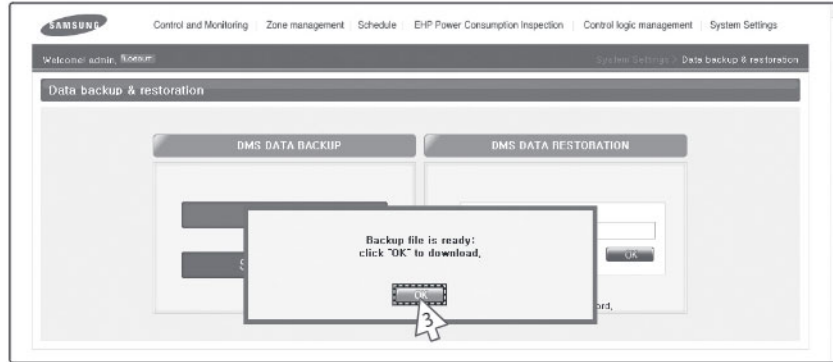 SAMSUNG Control and Monitoring Zone management Schedule EHP Power Consumption Inspection Control logic management System Settings
Welcome! admin, System Settings > Data backup & restoration
Data backup & restoration
DMS DATA BACKUP DMS DATA RESTORATION
S
Backup file is ready:
click "OK" to download,
OK
OK
ord,
3